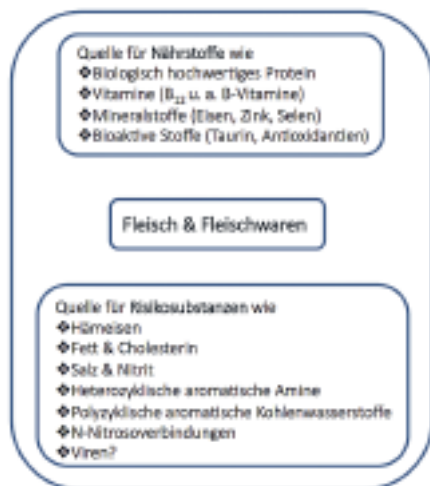 Quelle für Nährstoffe wie
❖Biologisch hochwertiges Protein
❖Vitamine (B₁₂ u. a. B-Vitamine)
❖Mineralstoffe (Eisen, Zink, Selen)
❖Bioaktive Stoffe (Taurin, Antioxidantien)
Fleisch & Fleischwaren
Quelle für Risikosubstanzen wie
❖Hämeisen
❖Fett & Cholesterin
❖Salz & Nitrit
❖Heterozyklische aromatische Amine
❖Polyzyklische aromatische Kohlenwasserstoffe
❖N-Nitrosoverbindungen
❖Viren?